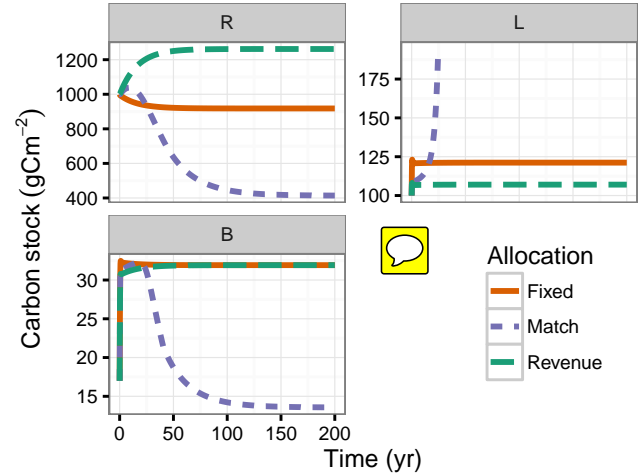 R
L
1200
1000
800
600
400
175
150
125
100
Carbon stock (gCm⁻²)
B
30
25
20
15
0 50 100 150 200
Time (yr)
Allocation
Fixed
Match
Revenue